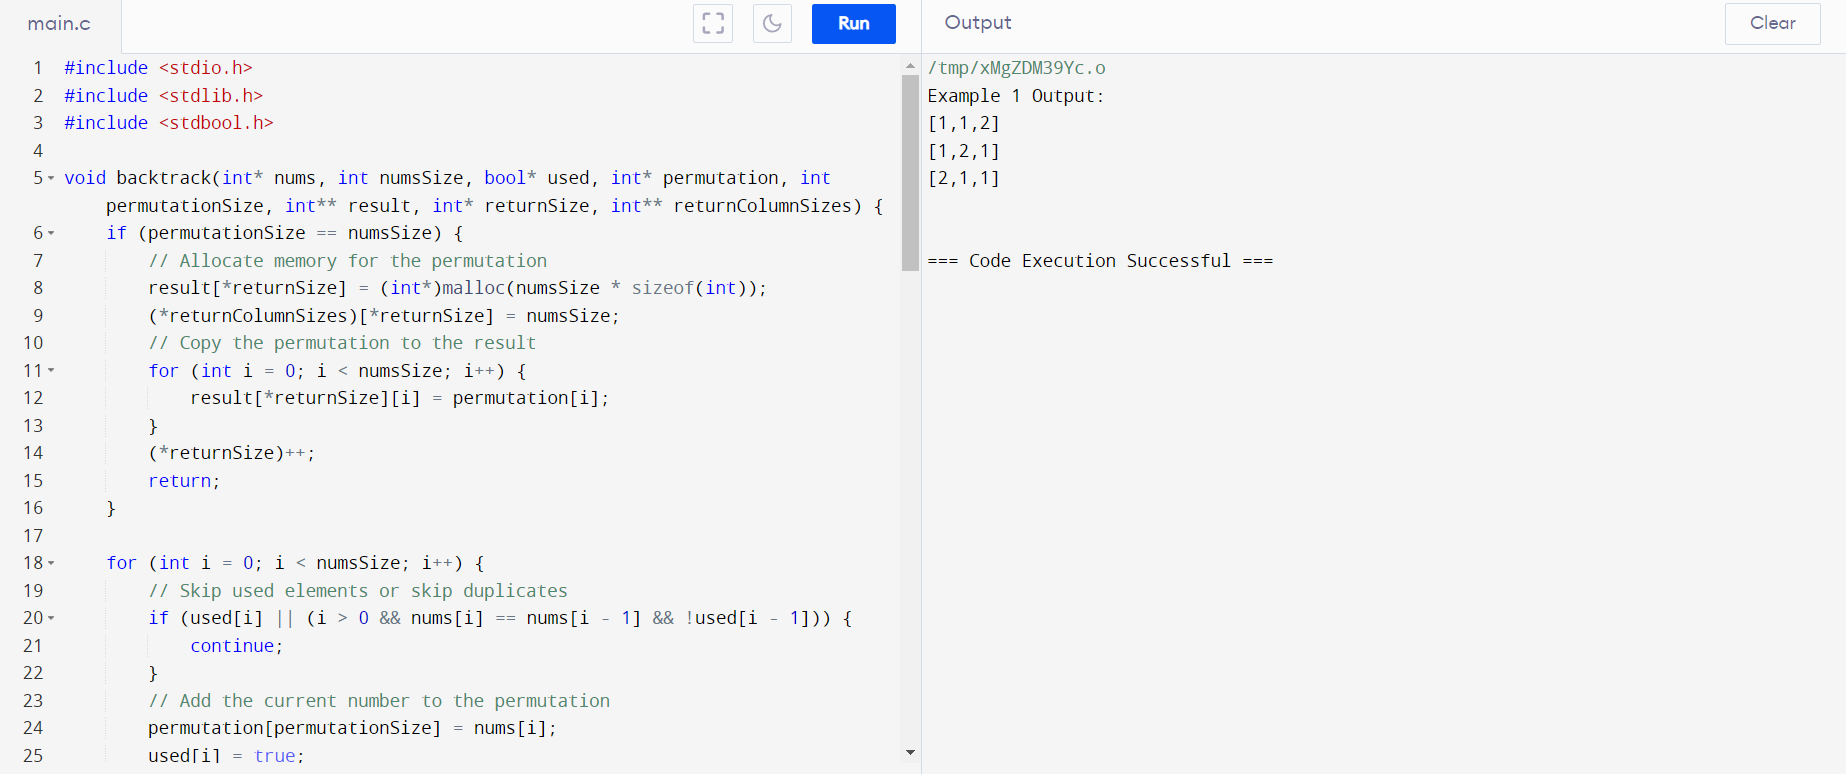 main.c
Run
Output
Clear
1 #include <stdio.h>
2 #include <stdlib.h>
3 #include <stdbool.h>
4
5 void backtrack(int* nums, int numsSize, bool* used, int* permutation, int
permutationSize, int** result, int* returnSize, int** returnColumnSizes) {
6     if (permutationSize == numsSize) {
7         // Allocate memory for the permutation
8         result[*returnSize] = (int*)malloc(numsSize * sizeof(int));
9         (*returnColumnSizes)[*returnSize] = numsSize;
10         // Copy the permutation to the result
11         for (int i = 0; i < numsSize; i++) {
12             result[*returnSize][i] = permutation[i];
13         }
14         (*returnSize)++;
15         return;
16     }
17
18     for (int i = 0; i < numsSize; i++) {
19         // Skip used elements or skip duplicates
20         if (used[i] || (i > 0 && nums[i] == nums[i - 1] && !used[i - 1])) {
21             continue;
22         }
23         // Add the current number to the permutation
24         permutation[permutationSize] = nums[i];
25         used[i] = true;
/tmp/xMgZDM39Yc.o
Example 1 Output:
[1,1,2]
[1,2,1]
[2,1,1]
=== Code Execution Successful ===